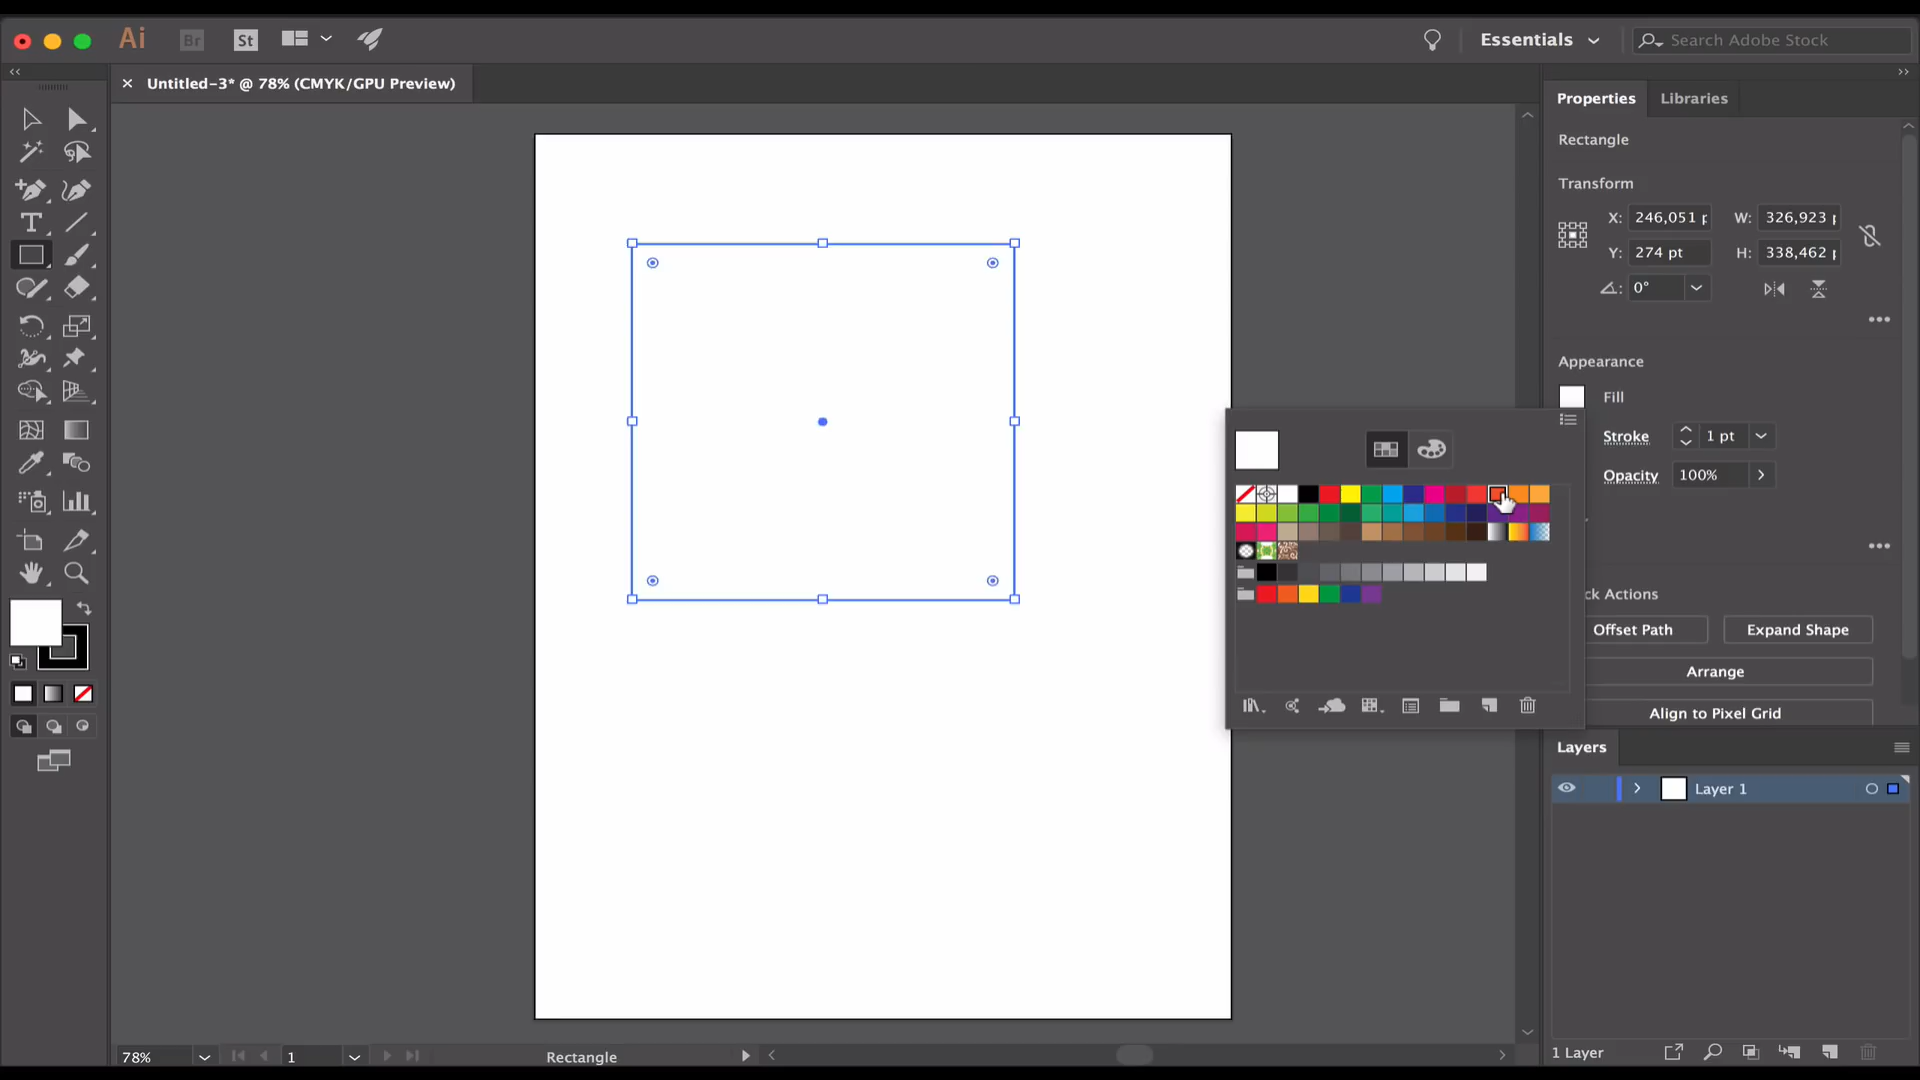 Ai
Br
St
Essentials
Search Adobe Stock
Untitled-3* @ 78% (CMYK/GPU Preview)
Properties
Libraries
Rectangle
Transform
X:
246,051 p
W:
326,923
Y:
274 pt
H:
338,462
0°
Appearance
Fill
Stroke
1 pt
Opacity
100%
ck Actions
Offset Path
Expand Shape
Arrange
Align to Pixel Grid
Layers
Layer 1
78%
1
Rectangle
1 Layer